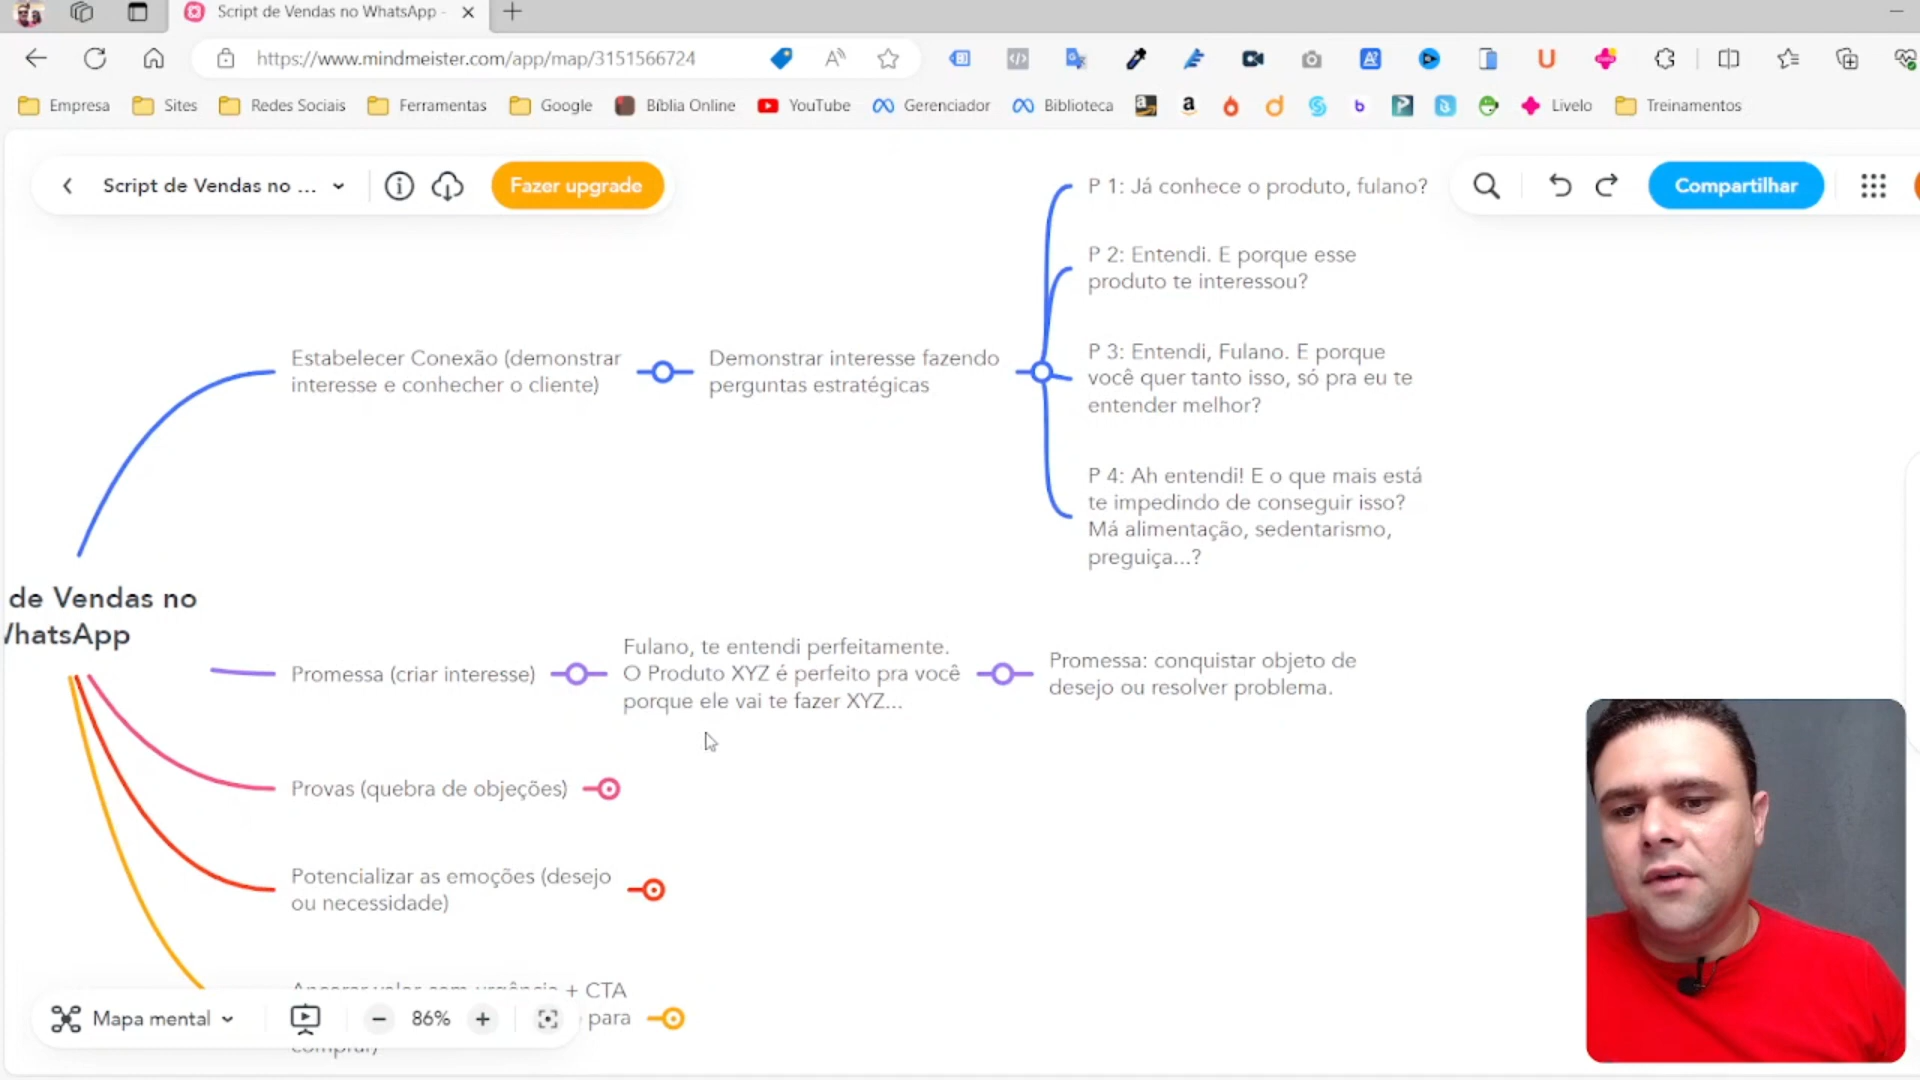 Script de Vendas no WhatsApp -
https://www.mindmeister.com/app/map/3151566724
Empresa
Sites
Redes Sociais
Ferramentas
Google
Bíblia Online
YouTube
Gerenciador
Biblioteca
Livelo
Treinamentos
Script de Vendas no ...
Fazer upgrade
Compartilhar
P 1: Já conhece o produto, fulano?
P 2: Entendi. E porque esse
produto te interessou?
Estabelecer Conexão (demonstrar
interesse e conhecher o cliente)
Demonstrar interesse fazendo
perguntas estratégicas
P 3: Entendi, Fulano. E porque
você quer tanto isso, só pra eu te
entender melhor?
P 4: Ah entendi! E o que mais está
te impedindo de conseguir isso?
Má alimentação, sedentarismo,
preguiça...?
de Vendas no
WhatsApp
Promessa (criar interesse)
Fulano, te entendi perfeitamente.
O Produto XYZ é perfeito pra você
porque ele vai te fazer XYZ...
Promessa: conquistar objeto de
desejo ou resolver problema.
Provas (quebra de objeções)
Potencializar as emoções (desejo
ou necessidade)
Ancorar valor com urgência + CTA
para
comprar)
Mapa mental
86%